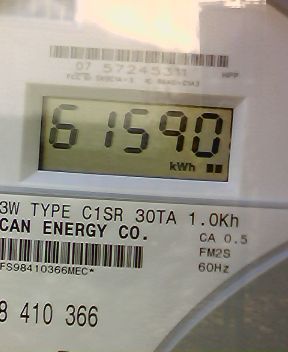 07 57245311
HPP
61590
kWh
3W TYPE C1SR 30TA 1.0Kh
CAN ENERGY CO.
CA 0.5
FM2S
60Hz
FS98410366MEC*
8 410 366